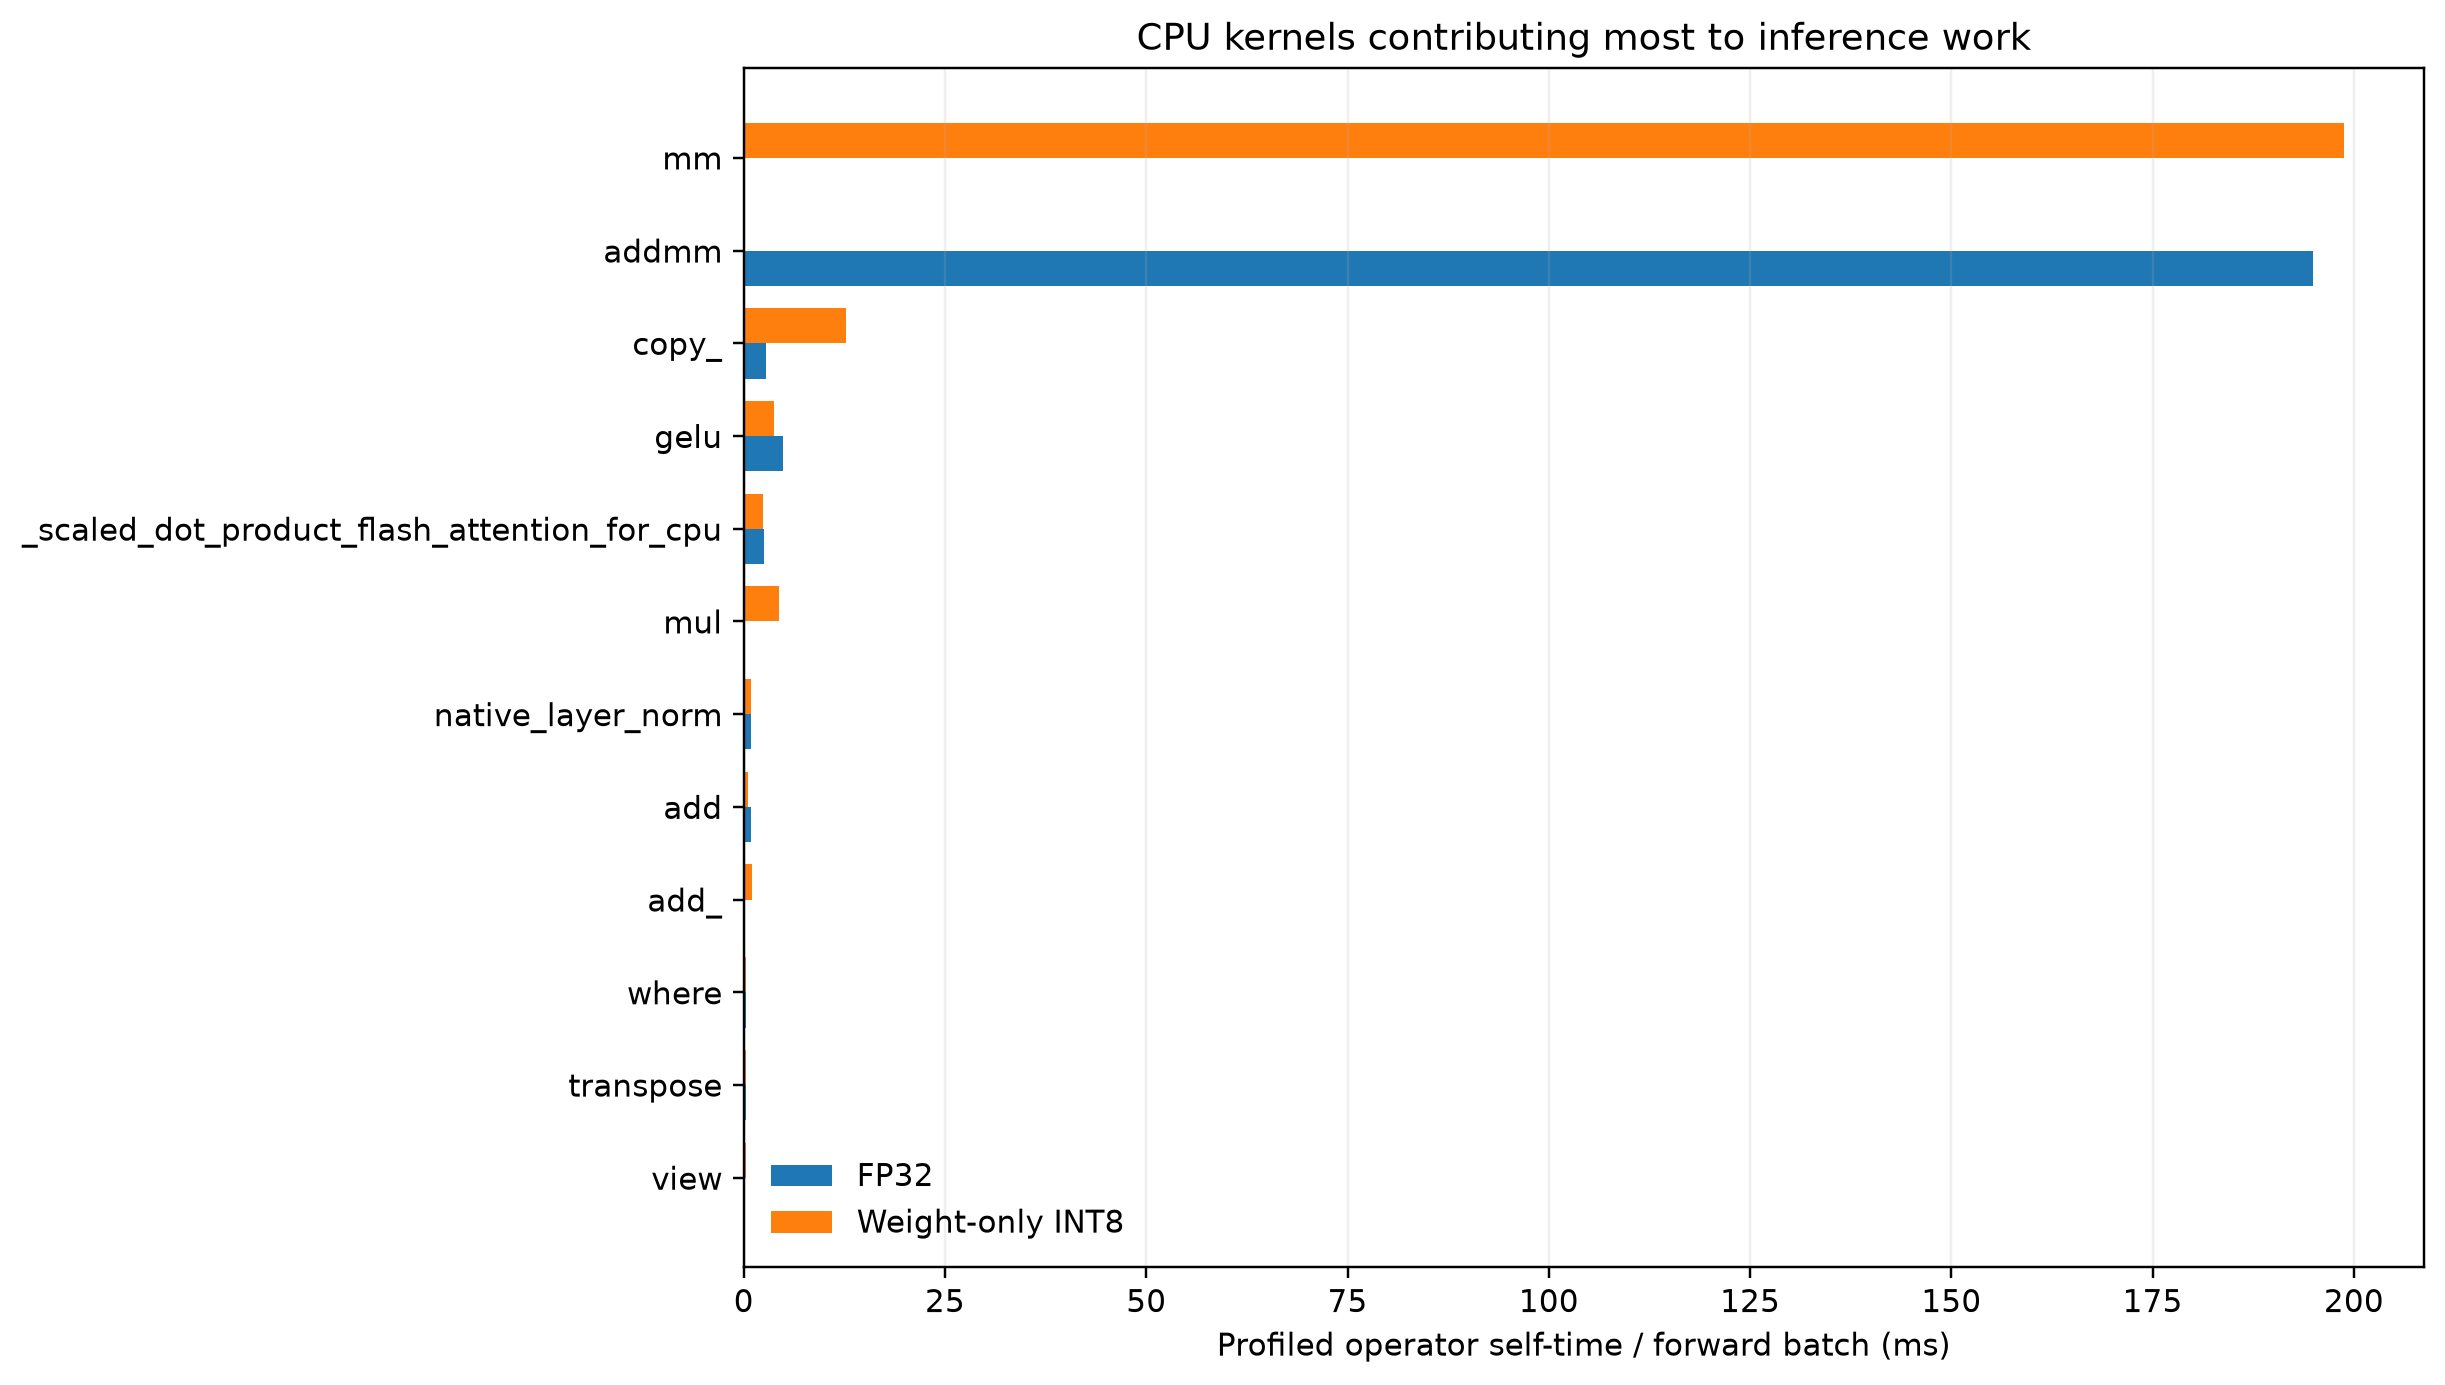 CPU kernels contributing most to inference work
mm
addmm
copy_
gelu
_scaled_dot_product_flash_attention_for_cpu
mul
native_layer_norm
add
add_
where
transpose
view
FP32
Weight-only INT8
0 25 50 75 100 125 150 175 200
Profiled operator self-time / forward batch (ms)